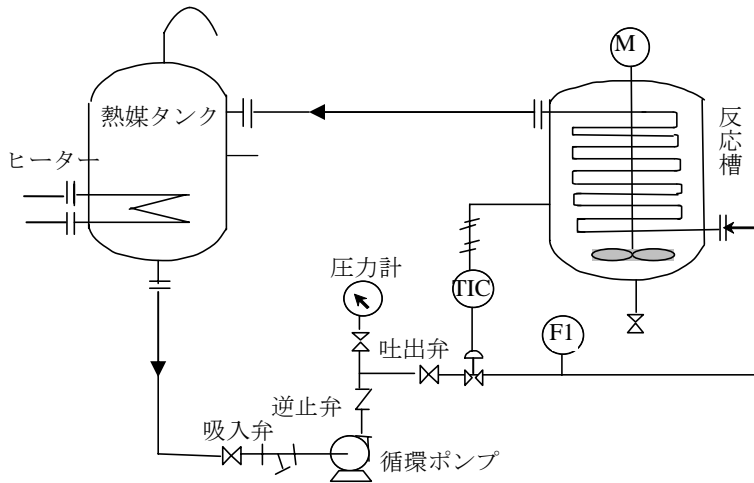 M
熱媒タンク
反応槽
ヒーター
圧力計
TIC
吐出弁
F1
逆止弁
吸入弁
循環ポンプ